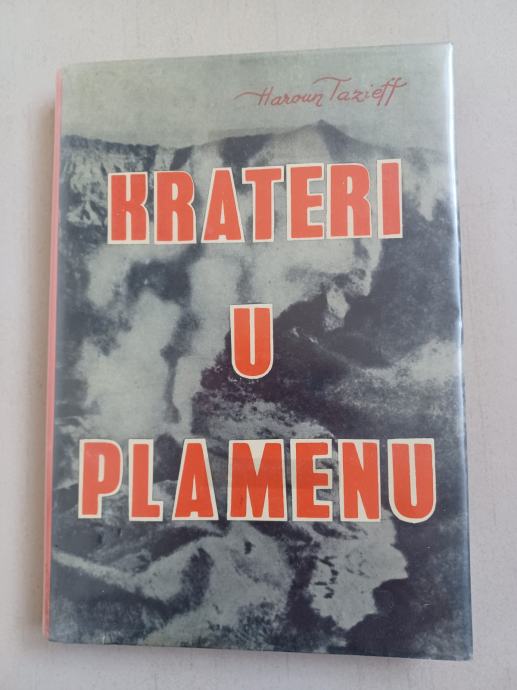 Haroun Tazieff
KRATERI
U
PLAMENU